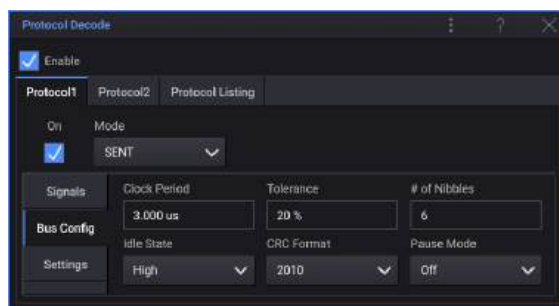 Protocol Decode
Enable
Protocol1 Protocol2 Protocol Listing
On Mode
SENT
Signals Clock Period Tolerance # of Nibbles
3.000 us 20 % 6
Bus Config
Idle State CRC Format Pause Mode
Settings High 2010 Off